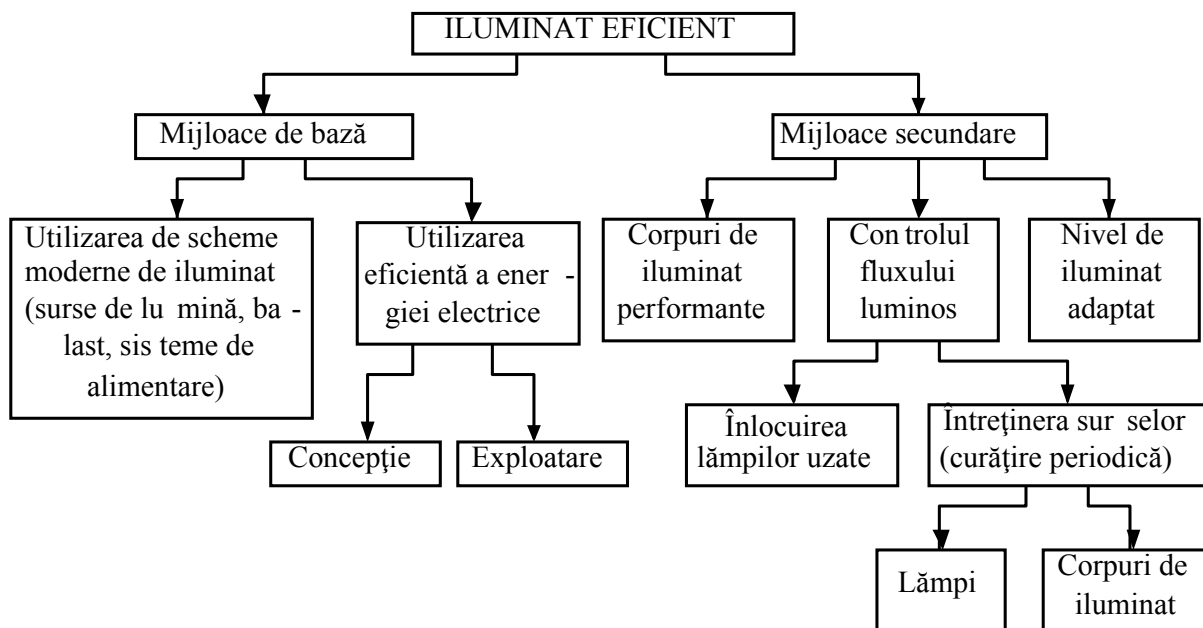 ILUMINAT EFICIENT
Mijloace de bază
Mijloace secundare
Utilizarea de scheme
moderne de iluminat
(surse de lu mină, ba -
last, sis teme de
alimentare)
Utilizarea
eficientă a ener -
giei electrice
Corpuri de
iluminat
performante
Con trolul
fluxului
luminos
Nivel de
iluminat
adaptat
Concepţie
Exploatare
Înlocuirea
lămpilor uzate
Întreţinera sur selor
(curăţire periodică)
Lămpi
Corpuri de
iluminat